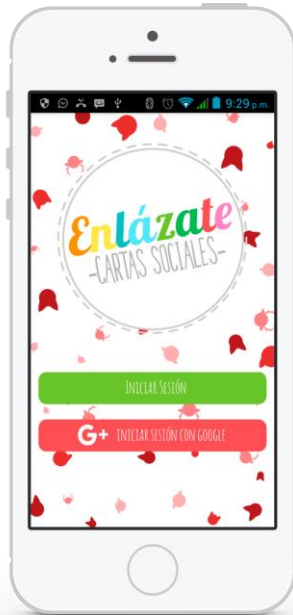 9:29 p.m.
Enlázate
-CARTAS SOCIALES-
INICIAR SESIÓN
G+ INICIAR SESIÓN CON GOOGLE